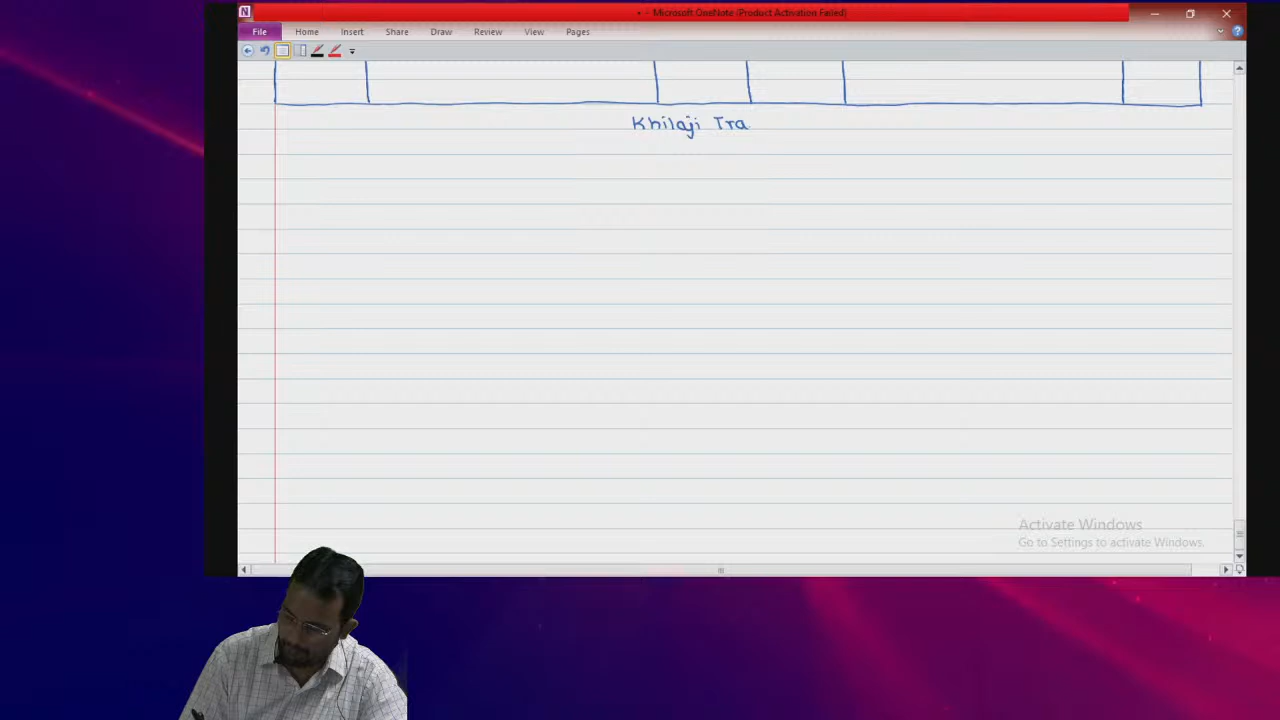 Microsoft OneNote (Product Activation Failed)
File Home Insert Share Draw Review View Pages
Khilaji Tra
Activate Windows
Go to Settings to activate Windows.